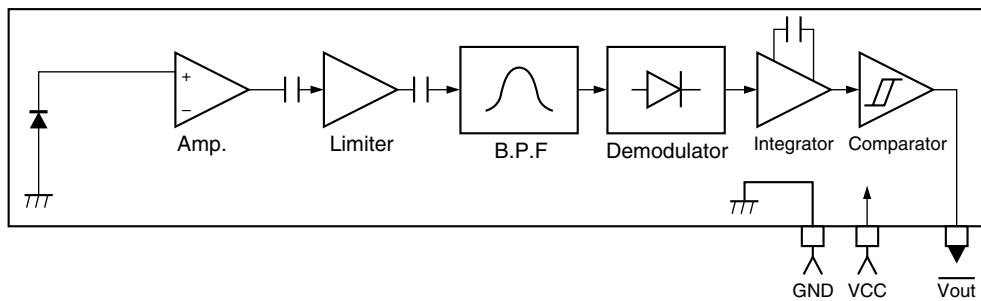 +
−
Amp.
Limiter
B.P.F
Demodulator
Integrator
Comparator
GND
VCC
Vout